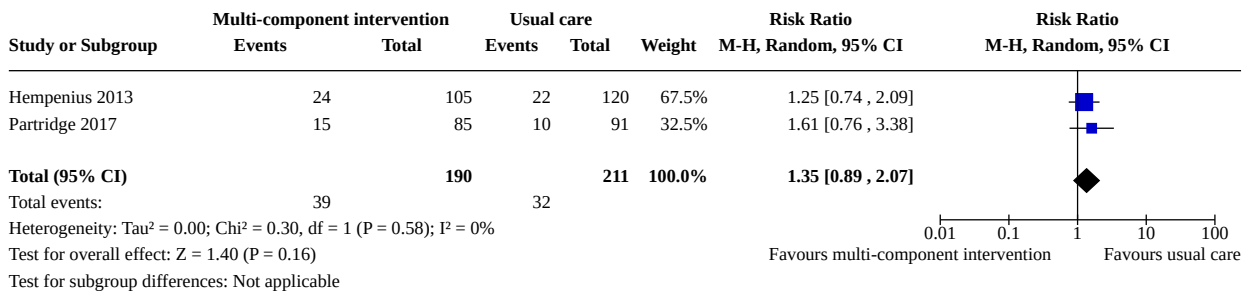 Multi-component intervention Usual care Risk Ratio Risk Ratio
Study or Subgroup Events Total Events Total Weight M-H, Random, 95% CI M-H, Random, 95% CI
Hempenius 2013 24 105 22 120 67.5% 1.25 [0.74 , 2.09]
Partridge 2017 15 85 10 91 32.5% 1.61 [0.76 , 3.38]
Total (95% CI) 190 211 100.0% 1.35 [0.89 , 2.07]
Total events: 39 32
Heterogeneity: Tau² = 0.00; Chi² = 0.30, df = 1 (P = 0.58); I² = 0%
0.01 0.1 1 10 100
Test for overall effect: Z = 1.40 (P = 0.16) Favours multi-component intervention Favours usual care
Test for subgroup differences: Not applicable